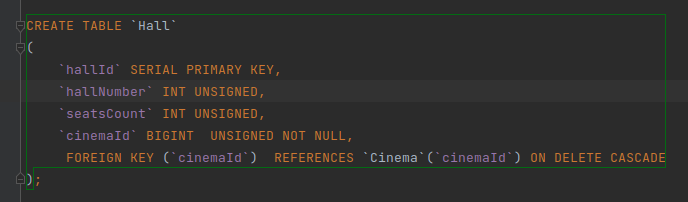 CREATE TABLE `Hall`
(
    `hallId` SERIAL PRIMARY KEY,
    `hallNumber` INT UNSIGNED,
    `seatsCount` INT UNSIGNED,
    `cinemaId` BIGINT  UNSIGNED NOT NULL,
     FOREIGN KEY (`cinemaId`)  REFERENCES `Cinema`(`cinemaId`) ON DELETE CASCADE
);